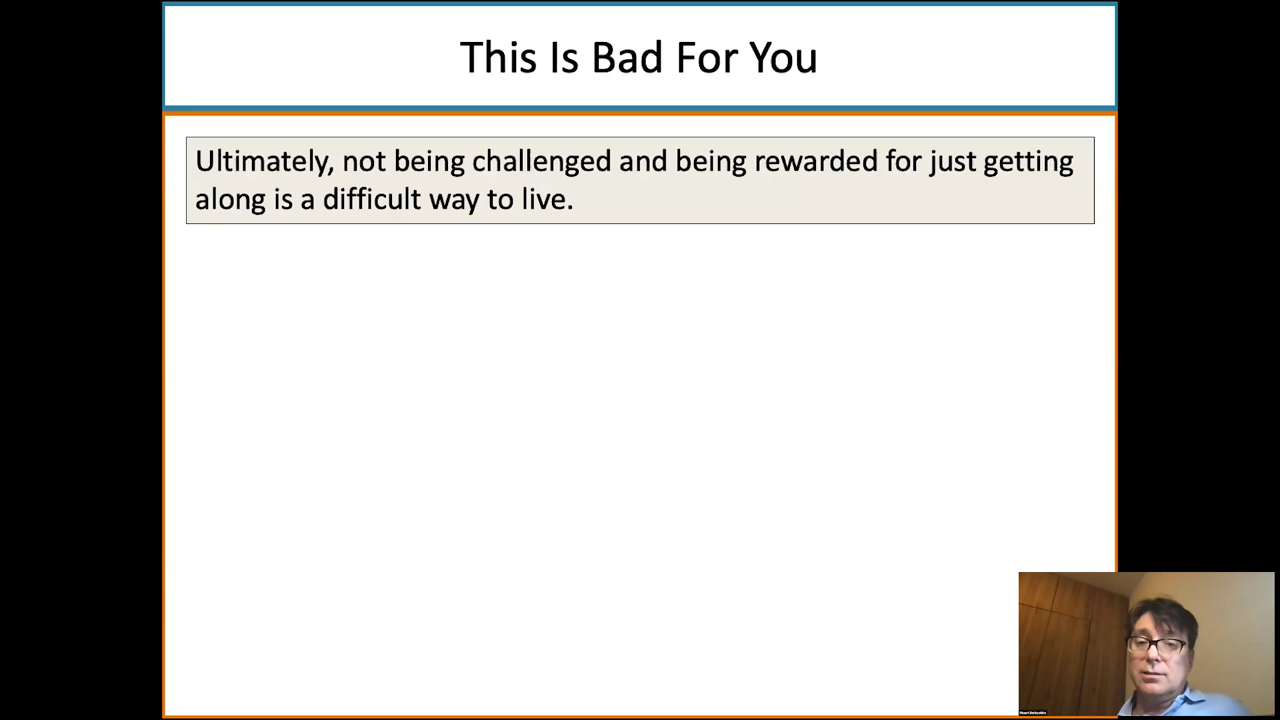 This Is Bad For You
Ultimately, not being challenged and being rewarded for just getting
along is a difficult way to live.